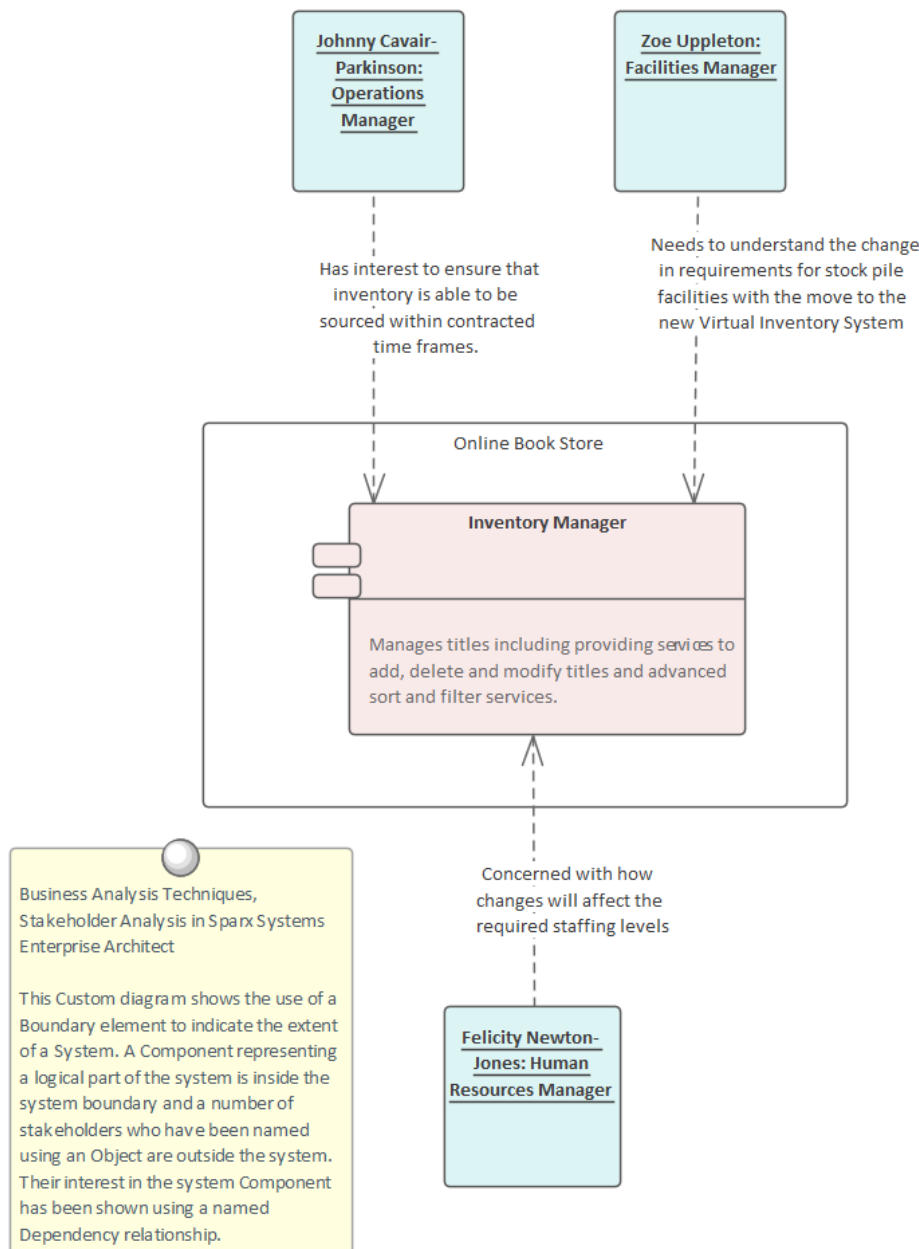 Johnny Cavair-
Parkinson:
Operations
Manager
Zoe Uppleton:
Facilities Manager
Has interest to ensure that
inventory is able to be
sourced within contracted
time frames.
Needs to understand the change
in requirements for stock pile
facilities with the move to the
new Virtual Inventory System
Online Book Store
Inventory Manager
Manages titles including providing services to
add, delete and modify titles and advanced
sort and filter services.
Concerned with how
changes will affect the
required staffing levels
Felicity Newton-
Jones: Human
Resources Manager
Business Analysis Techniques,
Stakeholder Analysis in Sparx Systems
Enterprise Architect
This Custom diagram shows the use of a
Boundary element to indicate the extent
of a System. A Component representing
a logical part of the system is inside the
system boundary and a number of
stakeholders who have been named
using an Object are outside the system.
Their interest in the system Component
has been shown using a named
Dependency relationship.